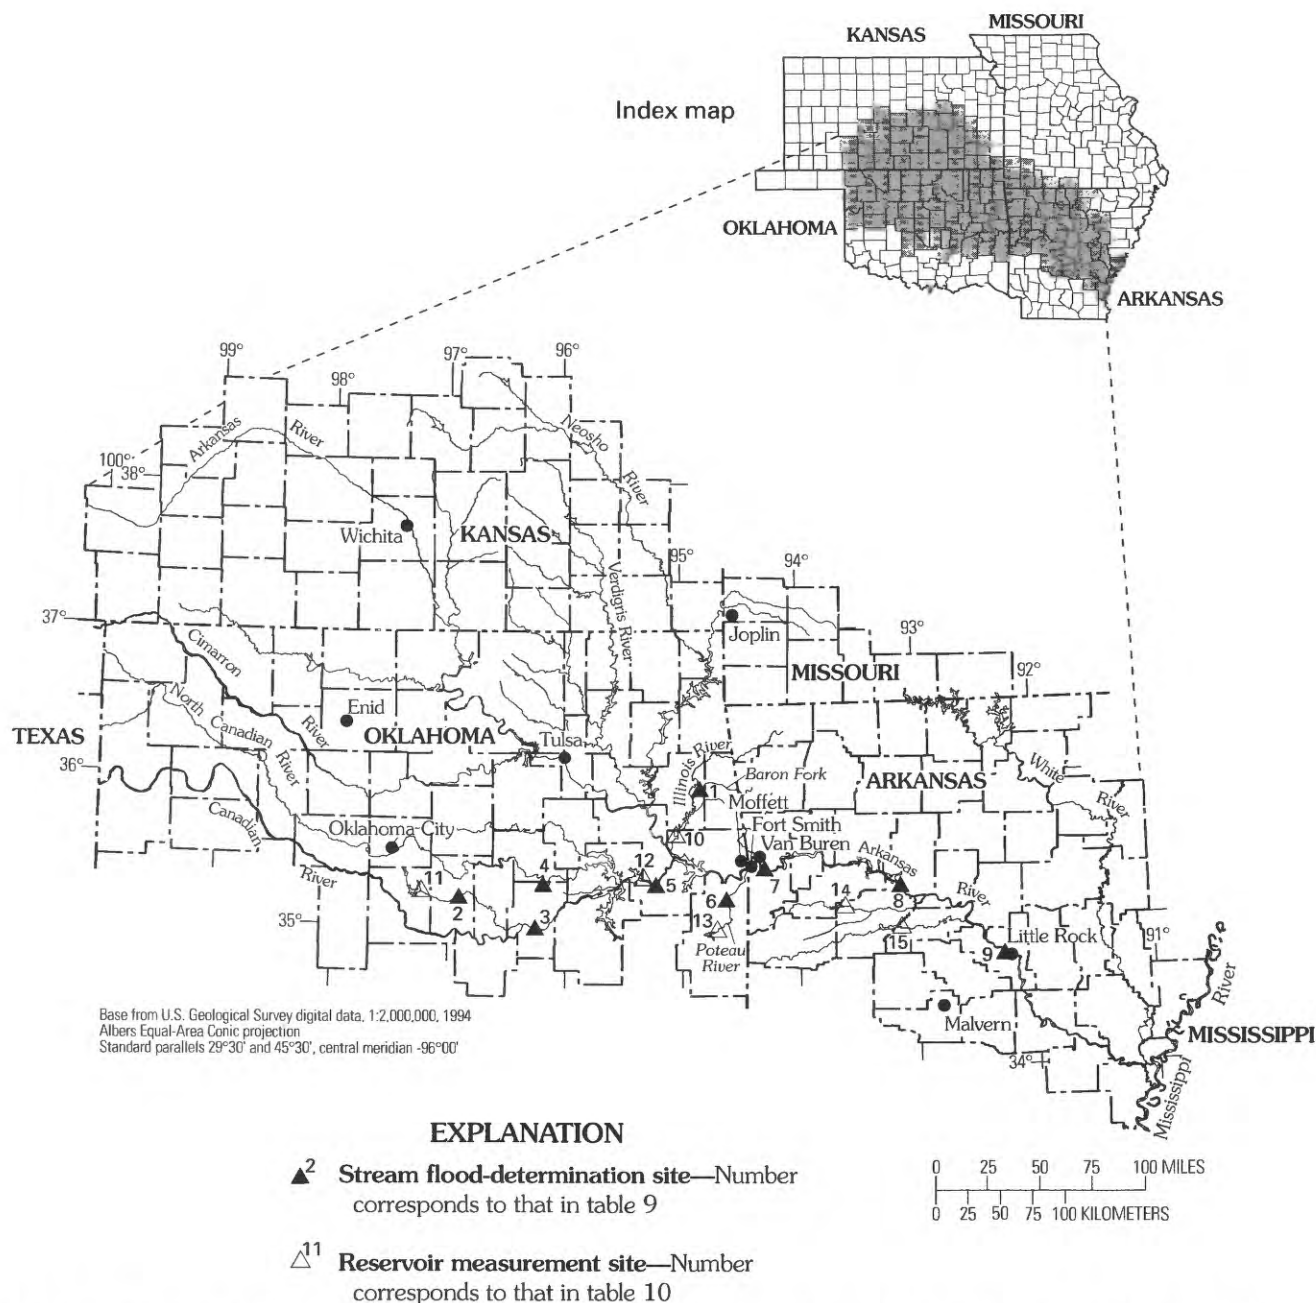 MISSOURI
KANSAS
Index map
OKLAHOMA
ARKANSAS
99°
98°
97°
96°
100°
38°
Arkansas
River
Neosho
River
Wichita
KANSAS
Verdigris River
95°
94°
37°
Joplin
93°
92°
Cimarron
River
MISSOURI
North
Canadian
River
Enid
TEXAS
OKLAHOMA
Tulsa
36°
Illinois River
Baron Fork
ARKANSAS
White
River
1
Moffett
Canadian
River
Oklahoma City
Fort Smith
Van Buren
10
Arkansas
River
11
4
12
5
2
3
6
7
14
8
13
15
35°
Poteau
River
9
Little Rock
91°
River
Malvern
MISSISSIPPI
34°
Mississippi
Base from U.S. Geological Survey digital data, 1:2,000,000, 1994
Albers Equal-Area Conic projection
Standard parallels 29°30' and 45°30', central meridian -96°00'
EXPLANATION
2 Stream flood-determination site—Number
corresponds to that in table 9
11 Reservoir measurement site—Number
corresponds to that in table 10
0 25 50 75 100 MILES
0 25 50 75 100 KILOMETERS